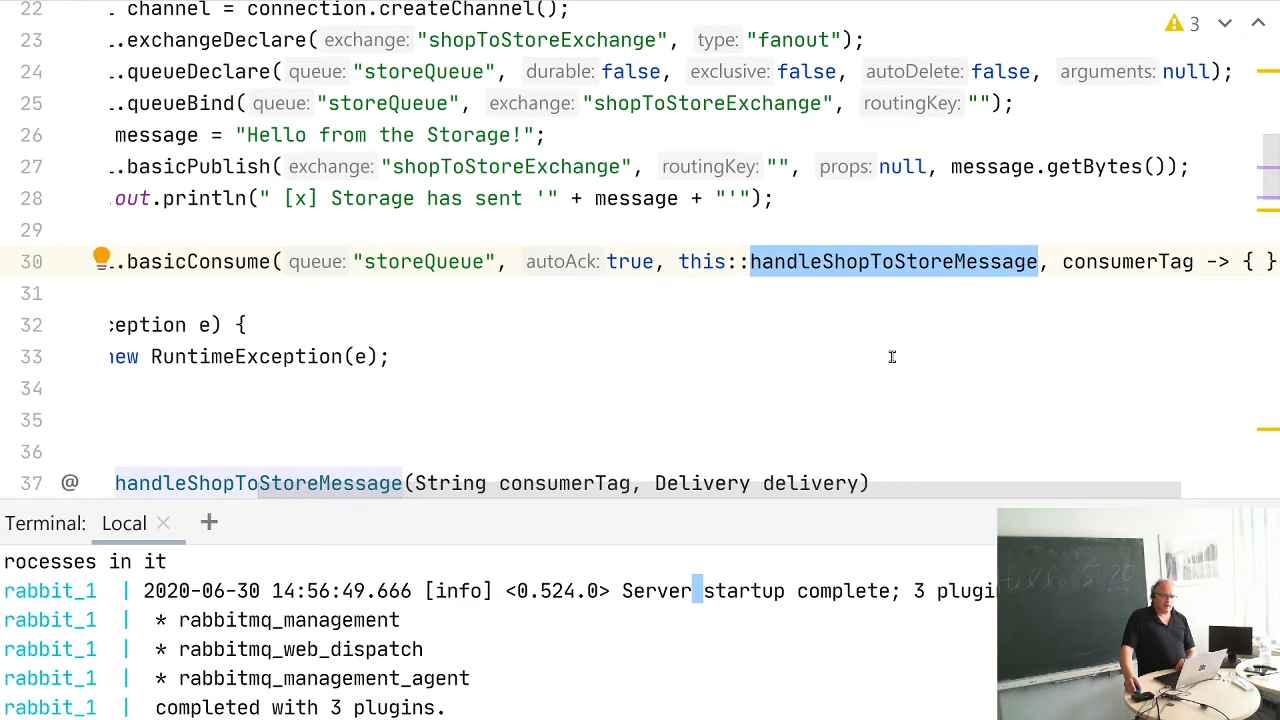 22 channel = connection.createChannel();
23 ..exchangeDeclare( exchange: "shopToStoreExchange", type: "fanout");
24 ..queueDeclare( queue: "storeQueue", durable: false, exclusive: false, autoDelete: false, arguments: null);
25 ..queueBind( queue: "storeQueue", exchange: "shopToStoreExchange", routingKey: "");
26 message = "Hello from the Storage!";
27 ..basicPublish( exchange: "shopToStoreExchange", routingKey: "", props: null, message.getBytes());
28 .out.println(" [x] Storage has sent '" + message + "'");
29
30 ..basicConsume( queue: "storeQueue", autoAck: true, this::handleShopToStoreMessage, consumerTag -> { }
31
32 ception e) {
33 new RuntimeException(e);
34
35
36
37 @ handleShopToStoreMessage(String consumerTag, Delivery delivery)
3
Terminal: Local × +
rocesses in it
rabbit_1 | 2020-06-30 14:56:49.666 [info] <0.524.0> Server startup complete; 3 plugin
rabbit_1 | * rabbitmq_management
rabbit_1 | * rabbitmq_web_dispatch
rabbit_1 | * rabbitmq_management_agent
rabbit_1 | completed with 3 plugins.